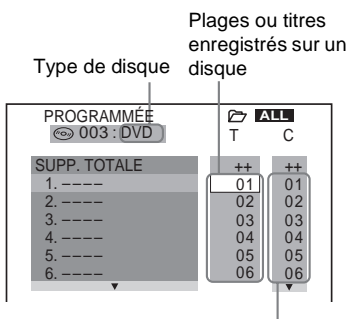 Plages ou titres
enregistrés sur un
disque
Type de disque
PROGRAMMÉE ALL
003 : DVD T C
SUPP. TOTALE ++ ++
1. –––– 01 01
2. –––– 02 02
3. –––– 03 03
4. –––– 04 04
5. –––– 05 05
6. –––– 06 06